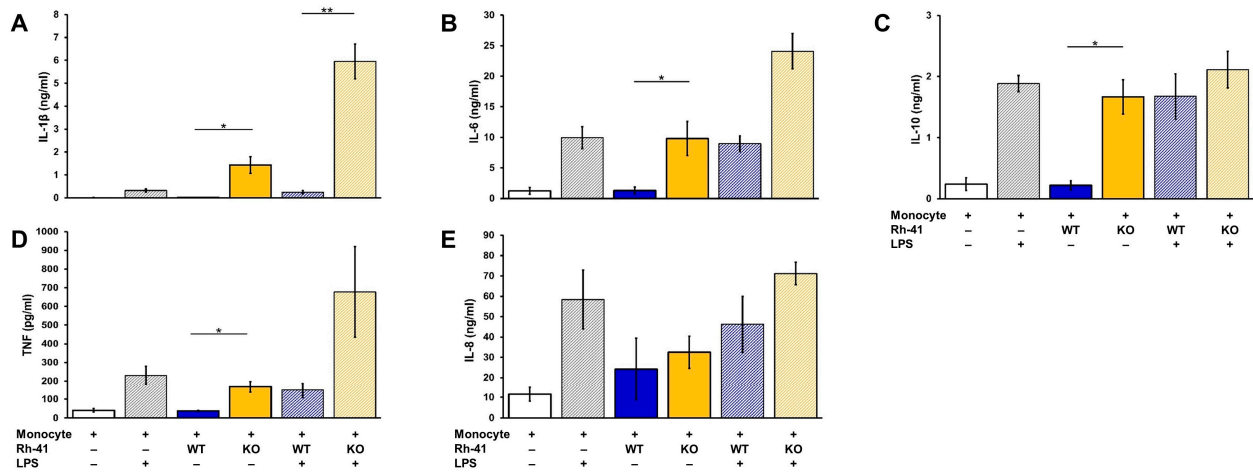 A
IL-1β (ng/ml)
8
7
6
5
4
3
2
1
0
*
**
B
IL-6 (ng/ml)
30
25
20
15
10
5
0
*
C
IL-10 (ng/ml)
3
2
1
0
*
Monocyte + + + + + +
Rh-41 – – WT KO WT KO
LPS – + – – + +
D
TNF (pg/ml)
1000
900
800
700
600
500
400
300
200
100
0
*
Monocyte + + + + + +
Rh-41 – – WT KO WT KO
LPS – + – – + +
E
IL-8 (ng/ml)
90
80
70
60
50
40
30
20
10
0
Monocyte + + + + + +
Rh-41 – – WT KO WT KO
LPS – + – – + +